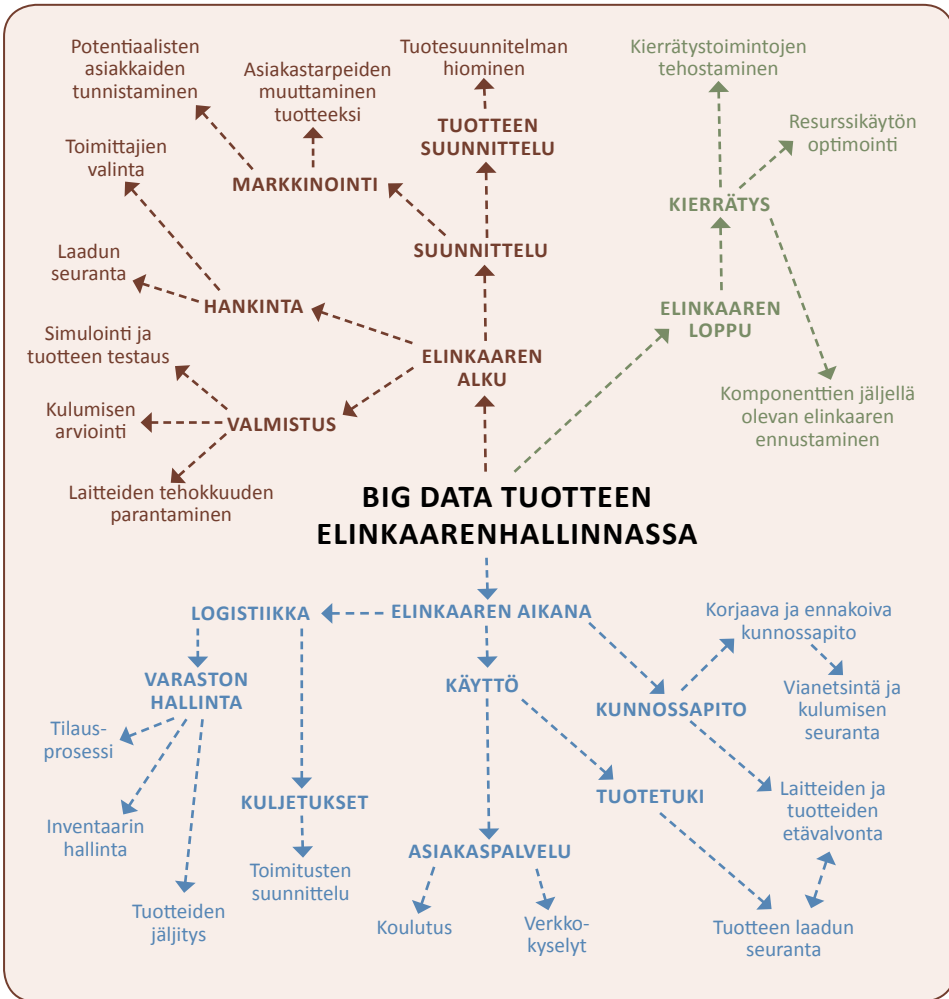 Potentiaalisten
asiakkaiden
tunnistaminen
Asiakastarpeiden
muuttaminen
tuotteeksi
Tuotesuunnitelman
hiominen
Kierrätystoimintojen
tehostaminen
Resurssikäytön
optimointi
TUOTTEEN
SUUNNITTELU
Toimittajien
valinta
MARKKINOINTI
KIERRÄTYS
SUUNNITTELU
Laadun
seuranta
HANKINTA
ELINKAAREN
LOPPU
Simulointi ja
tuotteen testaus
ELINKAAREN
ALKU
Kulumisen
arviointi
VALMISTUS
Komponenttien jäljellä
olevan elinkaaren
ennustaminen
Laitteiden tehokkuuden
parantaminen
BIG DATA TUOTTEEN
ELINKAARENHALLINNASSA
LOGISTIIKKA
ELINKAAREN AIKANA
Korjaava ja ennakoiva
kunnossapito
VARASTON
HALLINTA
KÄYTTÖ
KUNNOSSAPITO
Vianetsintä ja
kulumisen
seuranta
Tilaus-
prosessi
KULJETUKSET
TUOTETUKI
Laitteiden ja
tuotteiden
etävalvonta
Inventaarin
hallinta
ASIAKASPALVELU
Toimitusten
suunnittelu
Tuotteiden
jäljitys
Koulutus
Verkko-
kyselyt
Tuotteen laadun
seuranta